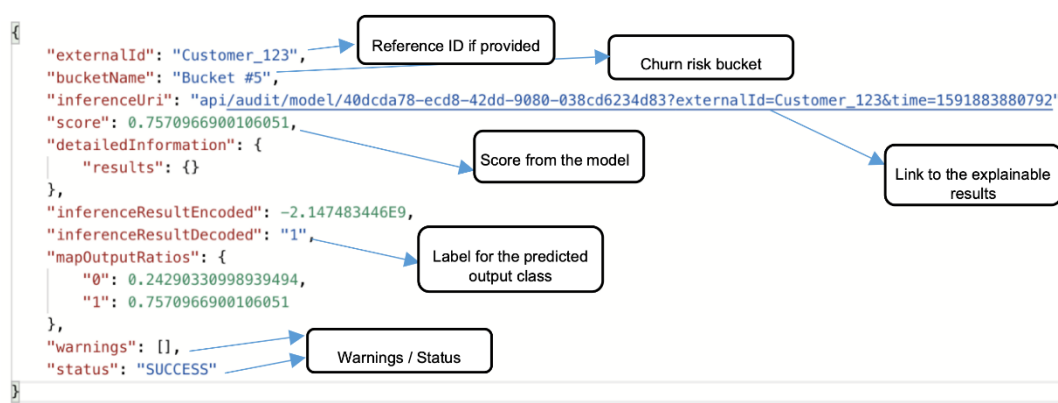 {
"externalId": "Customer_123",
Reference ID if provided
"bucketName": "Bucket #5",
Churn risk bucket
"inferenceUri": "api/audit/model/40dcda78-ecd8-42dd-9080-038cd6234d83?externalId=Customer_123&time=1591883880792"
"score": 0.7570966900106051,
"detailedInformation": {
Score from the model
"results": {}
Link to the explainable
results
},
"inferenceResultEncoded": -2.147483446E9,
"inferenceResultDecoded": "1",
Label for the predicted
output class
"mapOutputRatios": {
"0": 0.24290330998939494,
"1": 0.7570966900106051
},
"warnings": [],
Warnings / Status
"status": "SUCCESS"
}